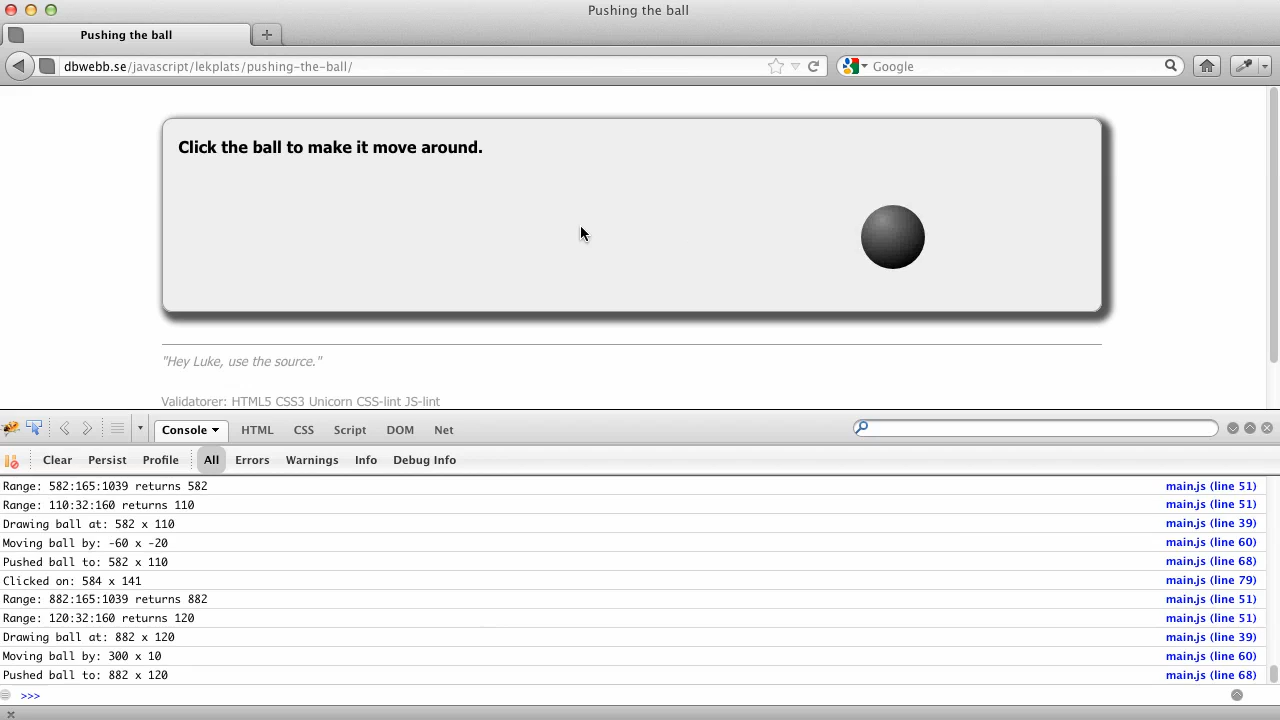 Pushing the ball
Pushing the ball
dbwebb.se/javascript/lekplats/pushing-the-ball/
Google
Click the ball to make it move around.
"Hey Luke, use the source."
Validatorer: HTML5 CSS3 Unicorn CSS-lint JS-lint
Console HTML CSS Script DOM Net
Clear Persist Profile All Errors Warnings Info Debug Info
Range: 582:165:1039 returns 582 main.js (line 51)
Range: 110:32:160 returns 110 main.js (line 51)
Drawing ball at: 582 x 110 main.js (line 39)
Moving ball by: -60 x -20 main.js (line 60)
Pushed ball to: 582 x 110 main.js (line 68)
Clicked on: 584 x 141 main.js (line 79)
Range: 882:165:1039 returns 882 main.js (line 51)
Range: 120:32:160 returns 120 main.js (line 51)
Drawing ball at: 882 x 120 main.js (line 39)
Moving ball by: 300 x 10 main.js (line 60)
Pushed ball to: 882 x 120 main.js (line 68)
>>>